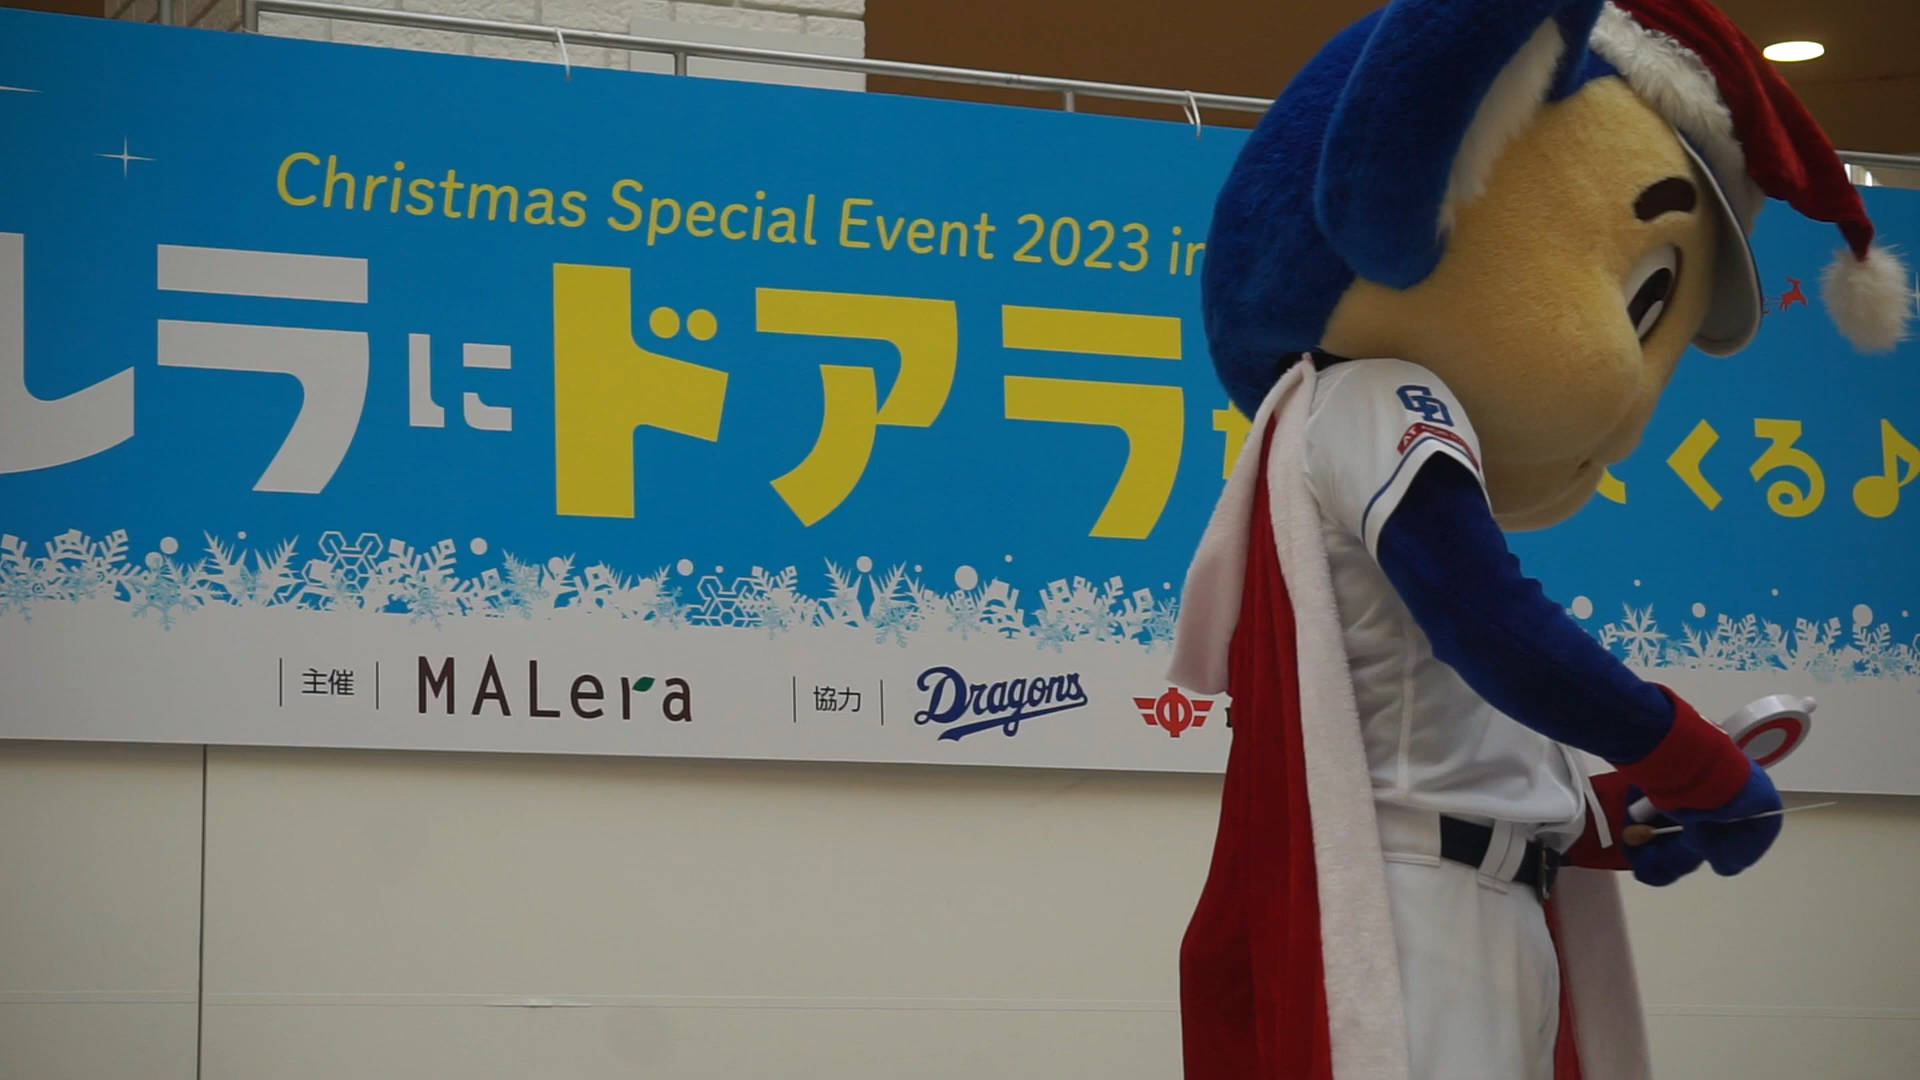 Christmas Special Event 2023 in
レラにドアラ
くる♪
主催 MALera 協力 Dragons
CD